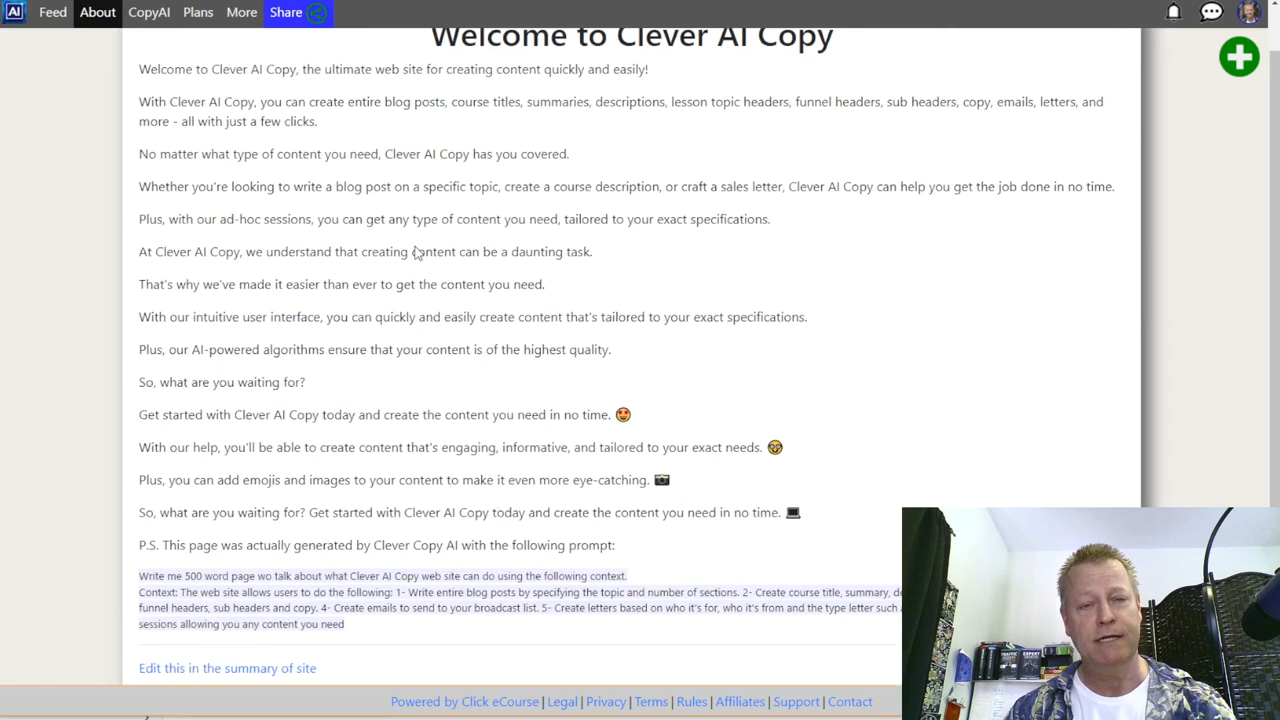 AI Feed About CopyAI Plans More Share
Welcome to Clever AI Copy
Welcome to Clever AI Copy, the ultimate web site for creating content quickly and easily!
With Clever AI Copy, you can create entire blog posts, course titles, summaries, descriptions, lesson topic headers, funnel headers, sub headers, copy, emails, letters, and
more - all with just a few clicks.
No matter what type of content you need, Clever AI Copy has you covered.
Whether you're looking to write a blog post on a specific topic, create a course description, or craft a sales letter, Clever AI Copy can help you get the job done in no time.
Plus, with our ad-hoc sessions, you can get any type of content you need, tailored to your exact specifications.
At Clever AI Copy, we understand that creating content can be a daunting task.
That's why we've made it easier than ever to get the content you need.
With our intuitive user interface, you can quickly and easily create content that's tailored to your exact specifications.
Plus, our AI-powered algorithms ensure that your content is of the highest quality.
So, what are you waiting for?
Get started with Clever AI Copy today and create the content you need in no time. 🤩
With our help, you'll be able to create content that's engaging, informative, and tailored to your exact needs. 🤓
Plus, you can add emojis and images to your content to make it even more eye-catching. 📷
So, what are you waiting for? Get started with Clever AI Copy today and create the content you need in no time. 💻
P.S. This page was actually generated by Clever Copy AI with the following prompt:
Write me 500 word page wo talk about what Clever AI Copy web site can do using the following context.
Context: The web site allows users to do the following: 1- Write entire blog posts by specifying the topic and number of sections. 2- Create course title, summary, de
funnel headers, sub headers and copy. 4- Create emails to send to your broadcast list. 5- Create letters based on who it's for, who it's from and the type letter such a
sessions allowing you any content you need
Edit this in the summary of site
Powered by Click eCourse | Legal | Privacy | Terms | Rules | Affiliates | Support | Contact
TRAFFIC SECRETS
EXPERT SECRETS